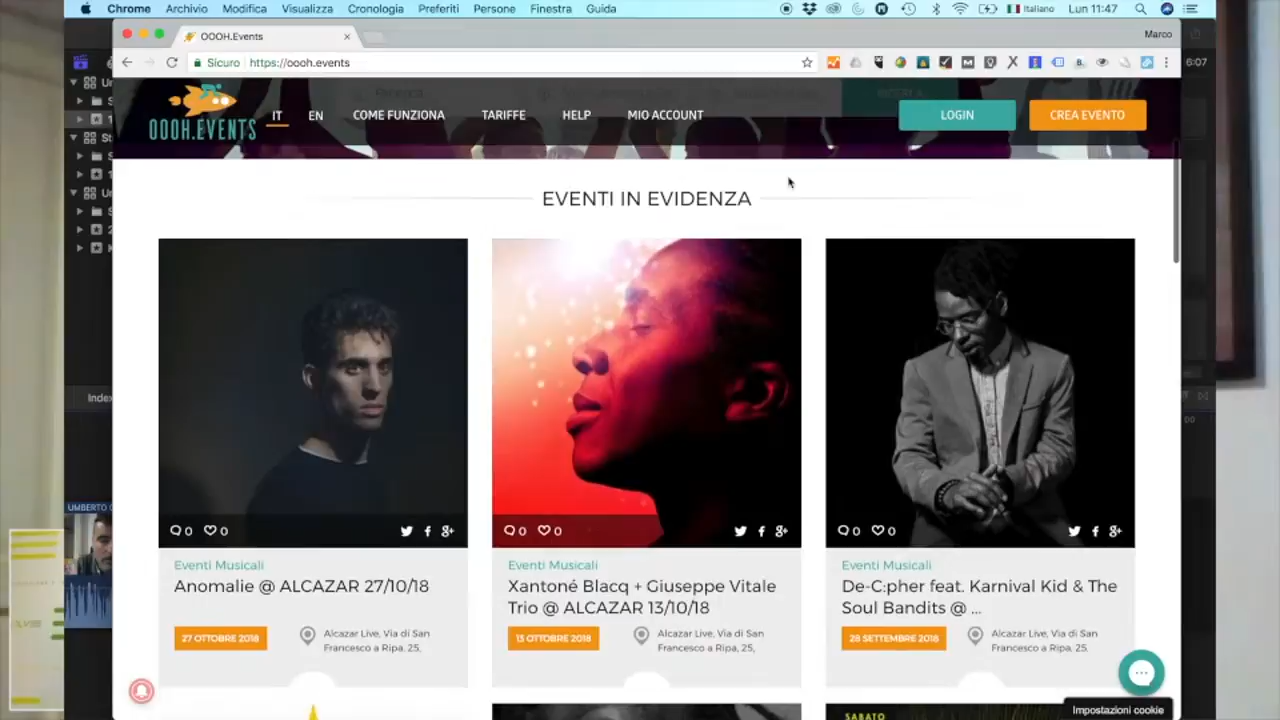 Chrome Archivio Modifica Visualizza Cronologia Preferiti Persone Finestra Guida Italiano Lun 11:47
OOOH.Events Marco
Sicuro https://oooh.events 6:07
OOOH.EVENTS IT EN COME FUNZIONA TARIFFE HELP MIO ACCOUNT LOGIN CREA EVENTO
EVENTI IN EVIDENZA
Index
UMBERTO
0 0 0 0 0 0
Eventi Musicali Eventi Musicali Eventi Musicali
Anomalie @ ALCAZAR 27/10/18 Xantoné Blacq + Giuseppe Vitale De-C:pher feat. Karnival Kid & The
Trio @ ALCAZAR 13/10/18 Soul Bandits @ ...
27 OTTOBRE 2018 Alcazar Live, Via di San 13 OTTOBRE 2018 Alcazar Live, Via di San 28 SETTEMBRE 2018 Alcazar Live, Via di San
Francesco a Ripa, 25, Francesco a Ripa, 25, Francesco a Ripa, 25,
Impostazioni cookie
SABATO